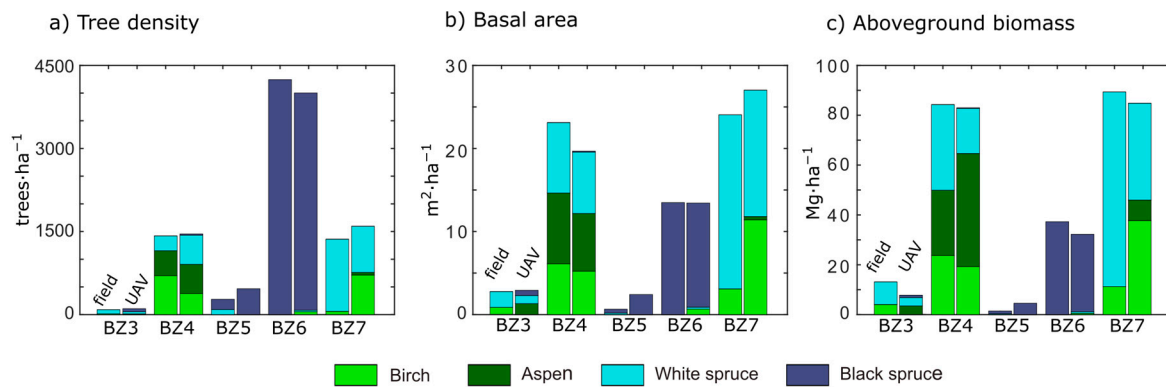 a) Tree density
b) Basal area
c) Aboveground biomass
4500
3000
1500
0
trees·ha⁻¹
field
UAV
BZ3 BZ4 BZ5 BZ6 BZ7
30
20
10
0
m²·ha⁻¹
field
UAV
BZ3 BZ4 BZ5 BZ6 BZ7
100
80
60
40
20
0
Mg·ha⁻¹
field
UAV
BZ3 BZ4 BZ5 BZ6 BZ7
Birch Aspen White spruce Black spruce